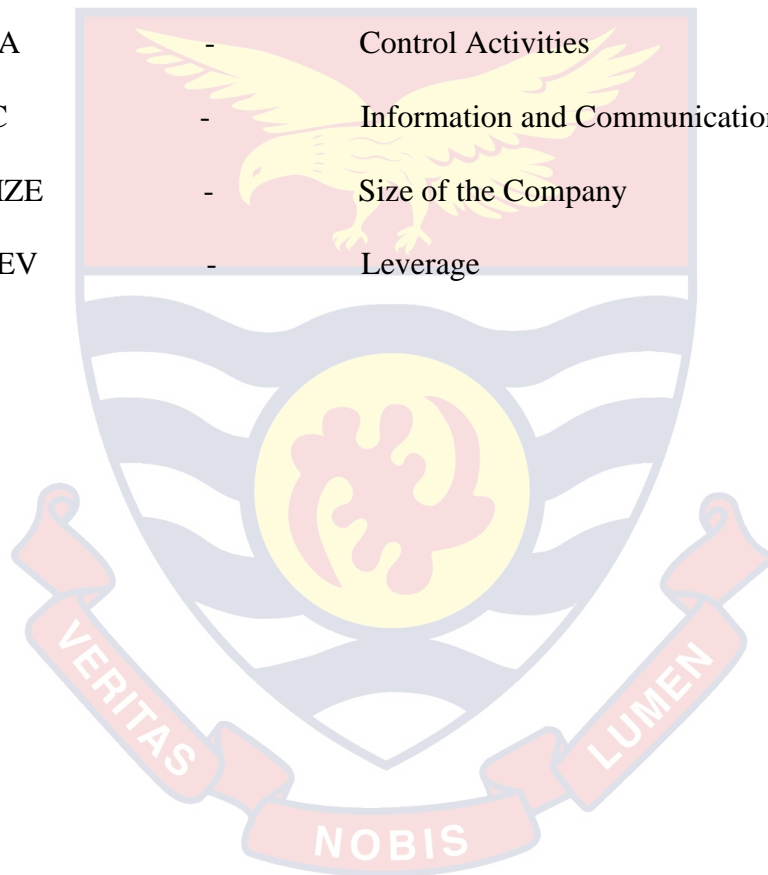 A - Control Activities
C - Information and Communication
IZE - Size of the Company
EV - Leverage
VERITAS
NOBIS
LUMEN